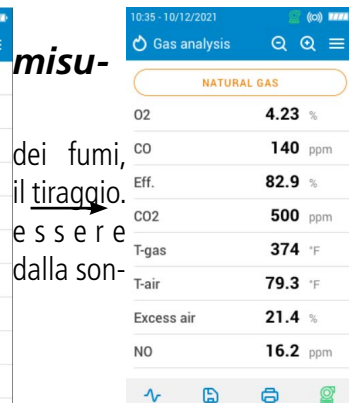 misu-
dei fumi,
il tiraggio.
essere
dalla son-
10:35 - 10/12/2021
Gas analysis
NATURAL GAS
O2 4.23 %
CO 140 ppm
Eff. 82.9 %
CO2 500 ppm
T-gas 374 °F
T-air 79.3 °F
Excess air 21.4 %
NO 16.2 ppm